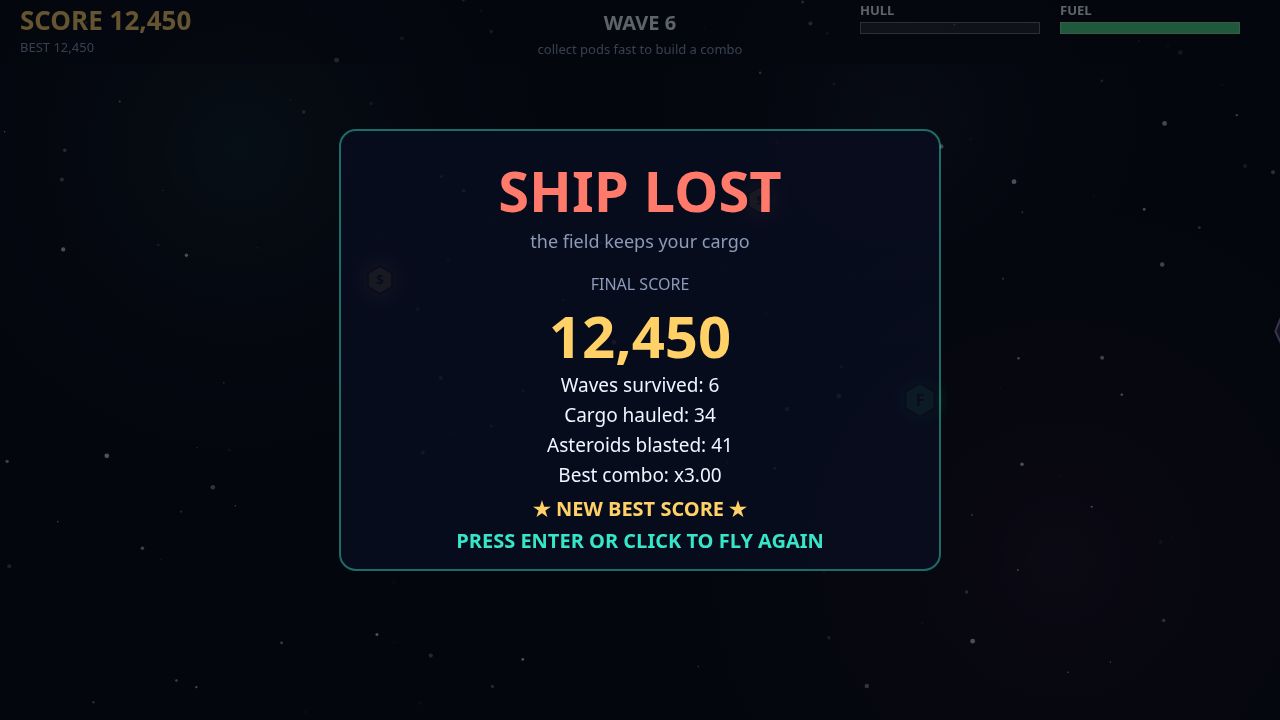 SCORE 12,450
BEST 12,450
WAVE 6
collect pods fast to build a combo
HULL
FUEL
SHIP LOST
the field keeps your cargo
FINAL SCORE
12,450
Waves survived: 6
Cargo hauled: 34
Asteroids blasted: 41
Best combo: x3.00
★ NEW BEST SCORE ★
PRESS ENTER OR CLICK TO FLY AGAIN
S
F